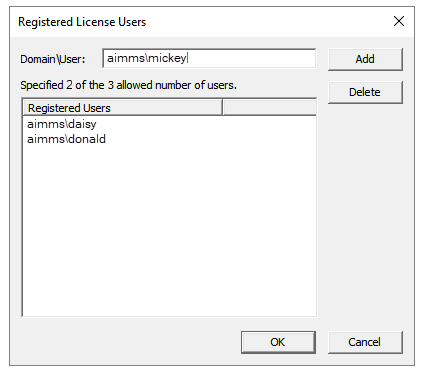 Registered License Users
Domain\User: aimms\mickey Add
Specified 2 of the 3 allowed number of users.
Delete
Registered Users
aimms\daisy
aimms\donald
OK Cancel